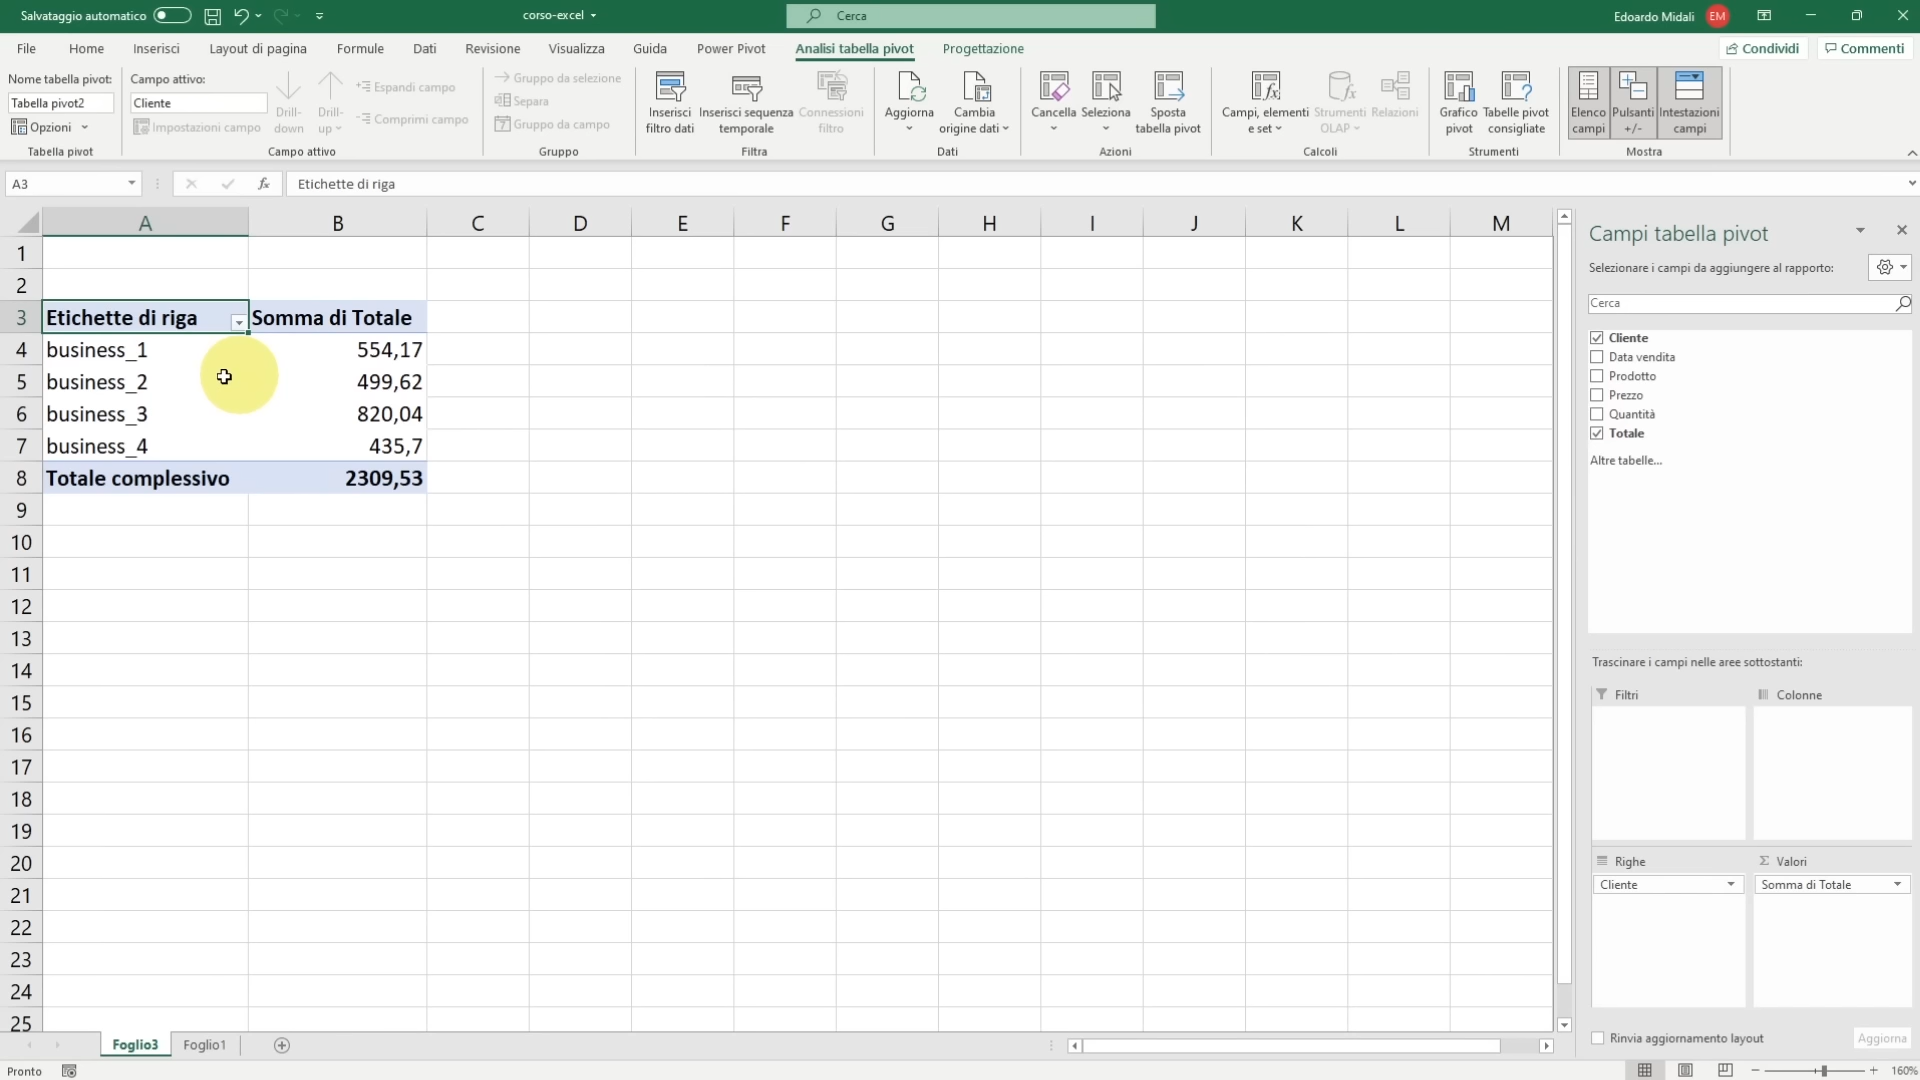 Salvataggio automatico
corso-excel
Cerca
Edoardo Midali
EM
File Home Inserisci Layout di pagina Formule Dati Revisione Visualizza Guida Power Pivot Analisi tabella pivot Progettazione
Condividi
Commenti
Nome tabella pivot:
Tabella pivot2
Opzioni
Tabella pivot
Campo attivo:
Cliente
Impostazioni campo
Drill-down
Drill-up
Espandi campo
Comprimi campo
Campo attivo
Gruppo da selezione
Separa
Gruppo da campo
Gruppo
Inserisci filtro dati
Inserisci sequenza temporale
Connessioni filtro
Filtra
Aggiorna
Cambia origine dati
Dati
Cancella
Seleziona
Sposta tabella pivot
Azioni
Campi, elementi e set
Strumenti OLAP
Relazioni
Calcoli
Grafico pivot
Tabelle pivot consigliate
Strumenti
Elenco campi
Pulsanti +/-
Intestazioni campi
Mostra
A3
fx
Etichette di riga
A B C D E F G H I J K L M
1
2
3 Etichette di riga Somma di Totale
4 business_1 554,17
5 business_2 499,62
6 business_3 820,04
7 business_4 435,7
8 Totale complessivo 2309,53
9
10
11
12
13
14
15
16
17
18
19
20
21
22
23
24
25
Campi tabella pivot
Selezionare i campi da aggiungere al rapporto:
Cerca
Cliente
Data vendita
Prodotto
Prezzo
Quantità
Totale
Altre tabelle...
Trascinare i campi nelle aree sottostanti:
Filtri
Colonne
Righe
Σ Valori
Cliente
Somma di Totale
Rinvia aggiornamento layout
Aggiorna
Foglio3 Foglio1
Pronto
160%